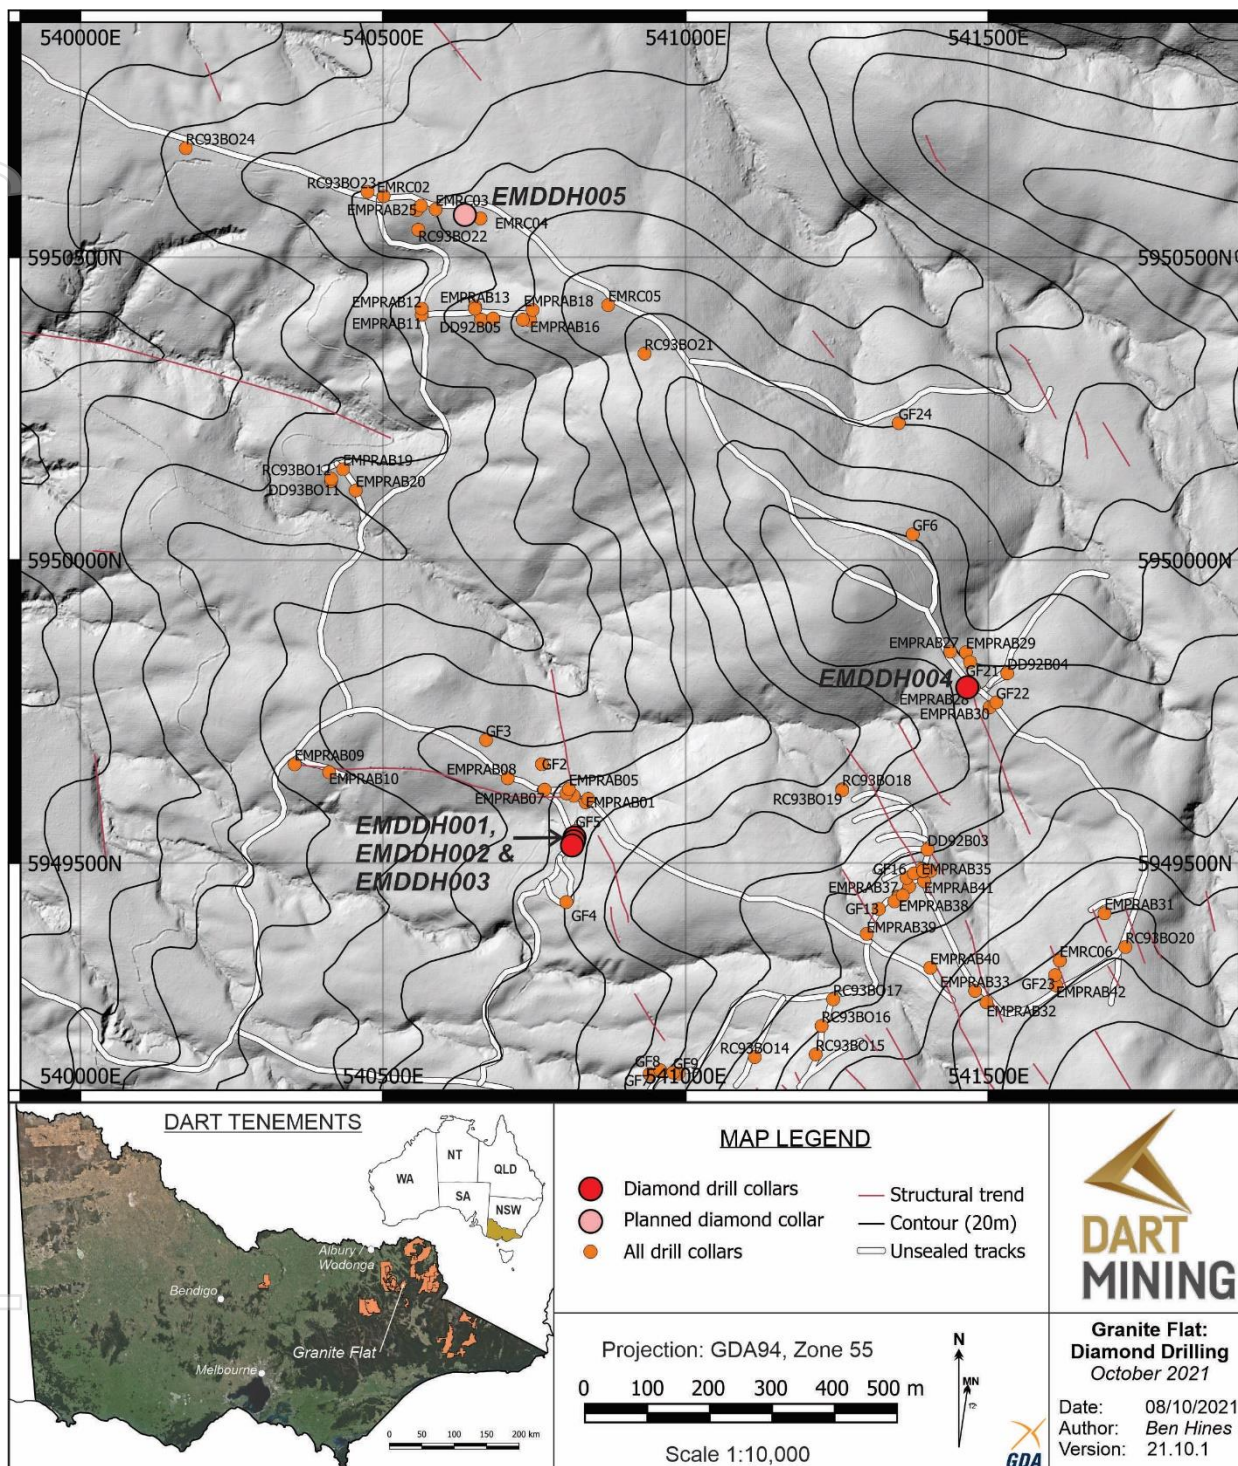 540000E
540500E
541000E
541500E
RC93BO24
RC93BO23
EMRC02
EMRC03
EMDDH005
EMPRAB25
EMRC04
RC93BO22
5950500N
5950500N
EMPRAB12
EMPRAB13
EMPRAB18
EMRC05
EMPRAB11
DD92B05
EMPRAB16
RC93BO21
GF24
RC93BO12
EMPRAB19
DD93BO11
EMPRAB20
GF6
5950000N
5950000N
EMPRAB27
EMPRAB29
GF21
DD92B04
EMDDH004
EMPRAB28
GF22
EMPRAB30
GF3
EMPRAB09
EMPRAB10
EMPRAB08
GF2
EMPRAB05
EMPRAB07
EMPRAB01
RC93BO18
RC93BO19
GF5
EMDDH001,
EMDDH002 &
EMDDH003
DD92B03
5949500N
5949500N
GF16
EMPRAB35
EMPRAB37
EMPRAB41
GF13
EMPRAB38
GF4
EMPRAB31
EMPRAB39
RC93BO20
EMPRAB40
EMRC06
EMPRAB33
GF23
EMPRAB42
EMPRAB32
RC93BO17
RC93BO16
RC93BO14
RC93BO15
GF8
GF9
GF7
540000E
540500E
541000E
541500E
DART TENEMENTS
WA
NT
QLD
SA
NSW
Albury /
Wodonga
Bendigo
Granite Flat
Melbourne
0 50 100 150 200 km
MAP LEGEND
Diamond drill collars
Planned diamond collar
All drill collars
Structural trend
Contour (20m)
Unsealed tracks
Projection: GDA94, Zone 55
0 100 200 300 400 500 m
Scale 1:10,000
N
MN
GDA
DART
MINING
Granite Flat:
Diamond Drilling
October 2021
Date: 08/10/2021
Author: Ben Hines
Version: 21.10.1